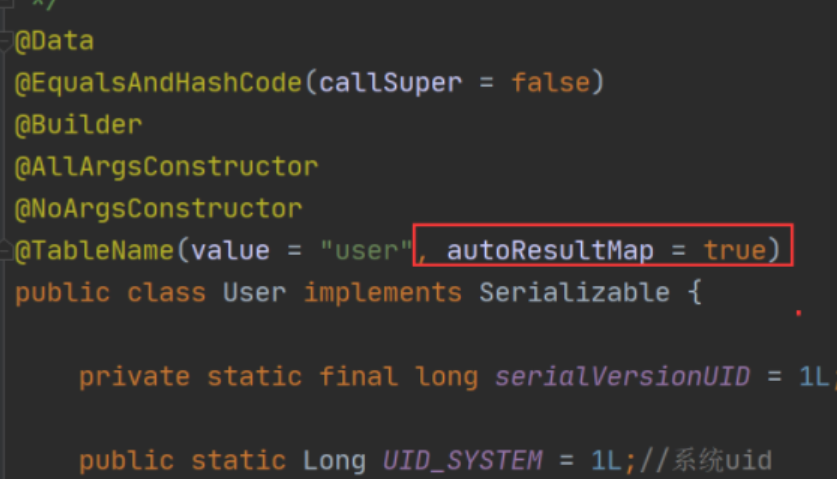 */
@Data
@EqualsAndHashCode(callSuper = false)
@Builder
@AllArgsConstructor
@NoArgsConstructor
@TableName(value = "user", autoResultMap = true)
public class User implements Serializable {
private static final long serialVersionUID = 1L;
public static Long UID_SYSTEM = 1L;//系统uid